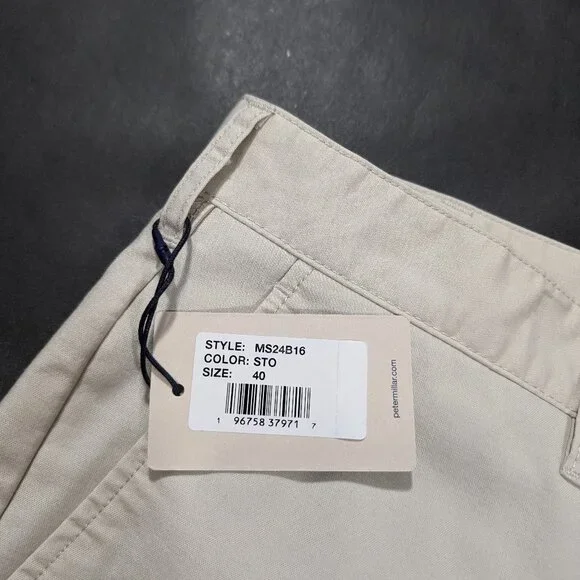 STYLE: MS24B16
COLOR: STO
SIZE: 40
1 96758 37971 7
petermillar.com